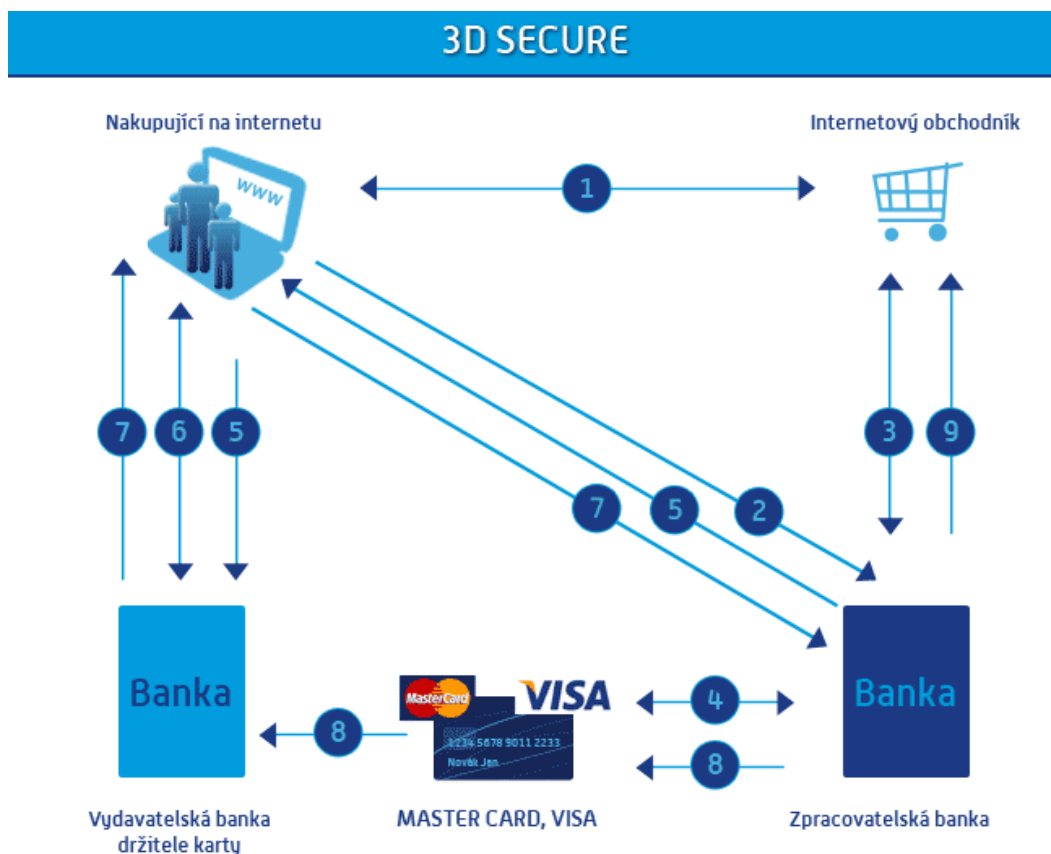 3D SECURE
Nakupující na internetu
Internetový obchodník
www
1
7
6
5
3
9
7
5
2
Banka
MasterCard
VISA
4
Banka
8
1234 5678 9011 2233
Novák Jan
8
Vydavatelská banka
držitele karty
MASTER CARD, VISA
Zpracovatelská banka